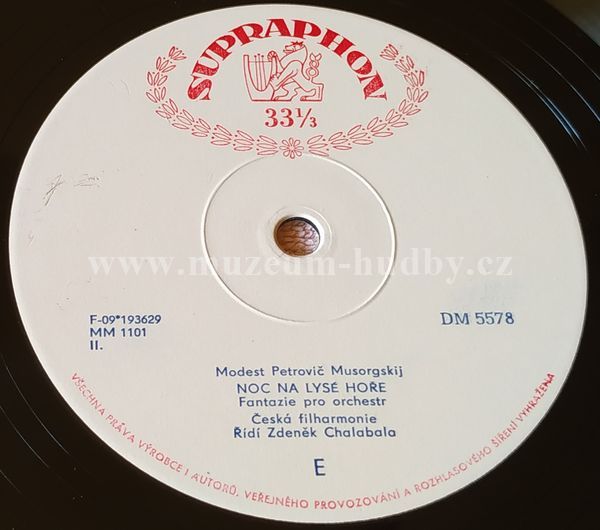 SUPRAPHON
33⅓
www.muzeum-hudby.cz
F-09*193629
MM 1101
II.
DM 5578
Modest Petrovič Musorgskij
NOC NA LYSÉ HOŘE
Fantazie pro orchestr
Česká filharmonie
Řídí Zdeněk Chalabala
E
VŠECHNA PRÁVA VÝROBCE I AUTORŮ, VEŘEJNÉHO PROVOZOVÁNÍ A ROZHLASOVÉHO ŠÍŘENÍ VYHRAŽENA